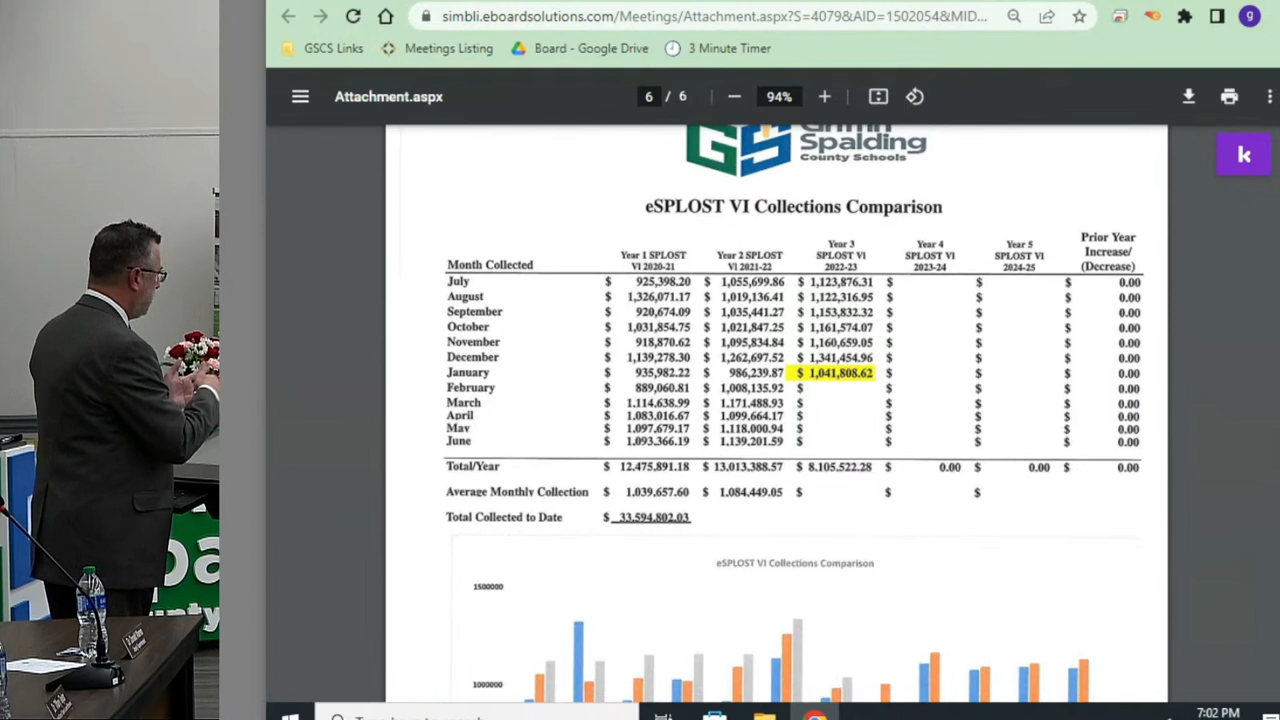 simbli.eboardsolutions.com/Meetings/Attachment.aspx?S=4079&AID=1502054&MID...
g
GSCS Links Meetings Listing Board - Google Drive 3 Minute Timer
Attachment.aspx 6 / 6 94%
k
GS Griffin
Spalding
County Schools
eSPLOST VI Collections Comparison
Month Collected Year 1 SPLOST VI 2020-21 Year 2 SPLOST VI 2021-22 Year 3 SPLOST VI 2022-23 Year 4 SPLOST VI 2023-24 Year 5 SPLOST VI 2024-25 Prior Year Increase/ (Decrease)
July $ 925,398.20 $ 1,055,699.86 $ 1,123,876.31 $ $ $ 0.00
August $ 1,326,071.17 $ 1,019,136.41 $ 1,122,316.95 $ $ $ 0.00
September $ 920,674.09 $ 1,035,441.27 $ 1,153,832.32 $ $ $ 0.00
October $ 1,031,854.75 $ 1,021,847.25 $ 1,161,574.07 $ $ $ 0.00
November $ 918,870.62 $ 1,095,834.84 $ 1,160,659.05 $ $ $ 0.00
December $ 1,139,278.30 $ 1,262,697.52 $ 1,341,454.96 $ $ $ 0.00
January $ 935,982.22 $ 986,239.87 $ 1,041,808.62 $ $ $ 0.00
February $ 889,060.81 $ 1,008,135.92 $ $ $ $ 0.00
March $ 1,114,638.99 $ 1,171,488.93 $ $ $ $ 0.00
April $ 1,083,016.67 $ 1,099,664.17 $ $ $ $ 0.00
May $ 1,097,679.17 $ 1,118,000.94 $ $ $ $ 0.00
June $ 1,093,366.19 $ 1,139,201.59 $ $ $ $ 0.00
Total/Year $ 12,475,891.18 $ 13,013,388.57 $ 8,105,522.28 $ 0.00 $ 0.00 $ 0.00
Average Monthly Collection $ 1,039,657.60 $ 1,084,449.05 $ $ $
Total Collected to Date $ 33,594,802.03
eSPLOST VI Collections Comparison
1500000
1000000
7:02 PM